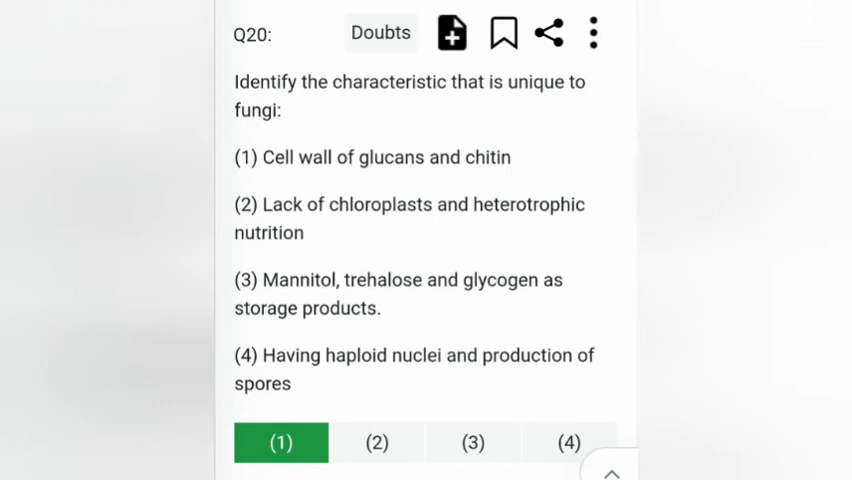 Q20:
Doubts
Identify the characteristic that is unique to
fungi:
(1) Cell wall of glucans and chitin
(2) Lack of chloroplasts and heterotrophic
nutrition
(3) Mannitol, trehalose and glycogen as
storage products.
(4) Having haploid nuclei and production of
spores
(1) (2) (3) (4)